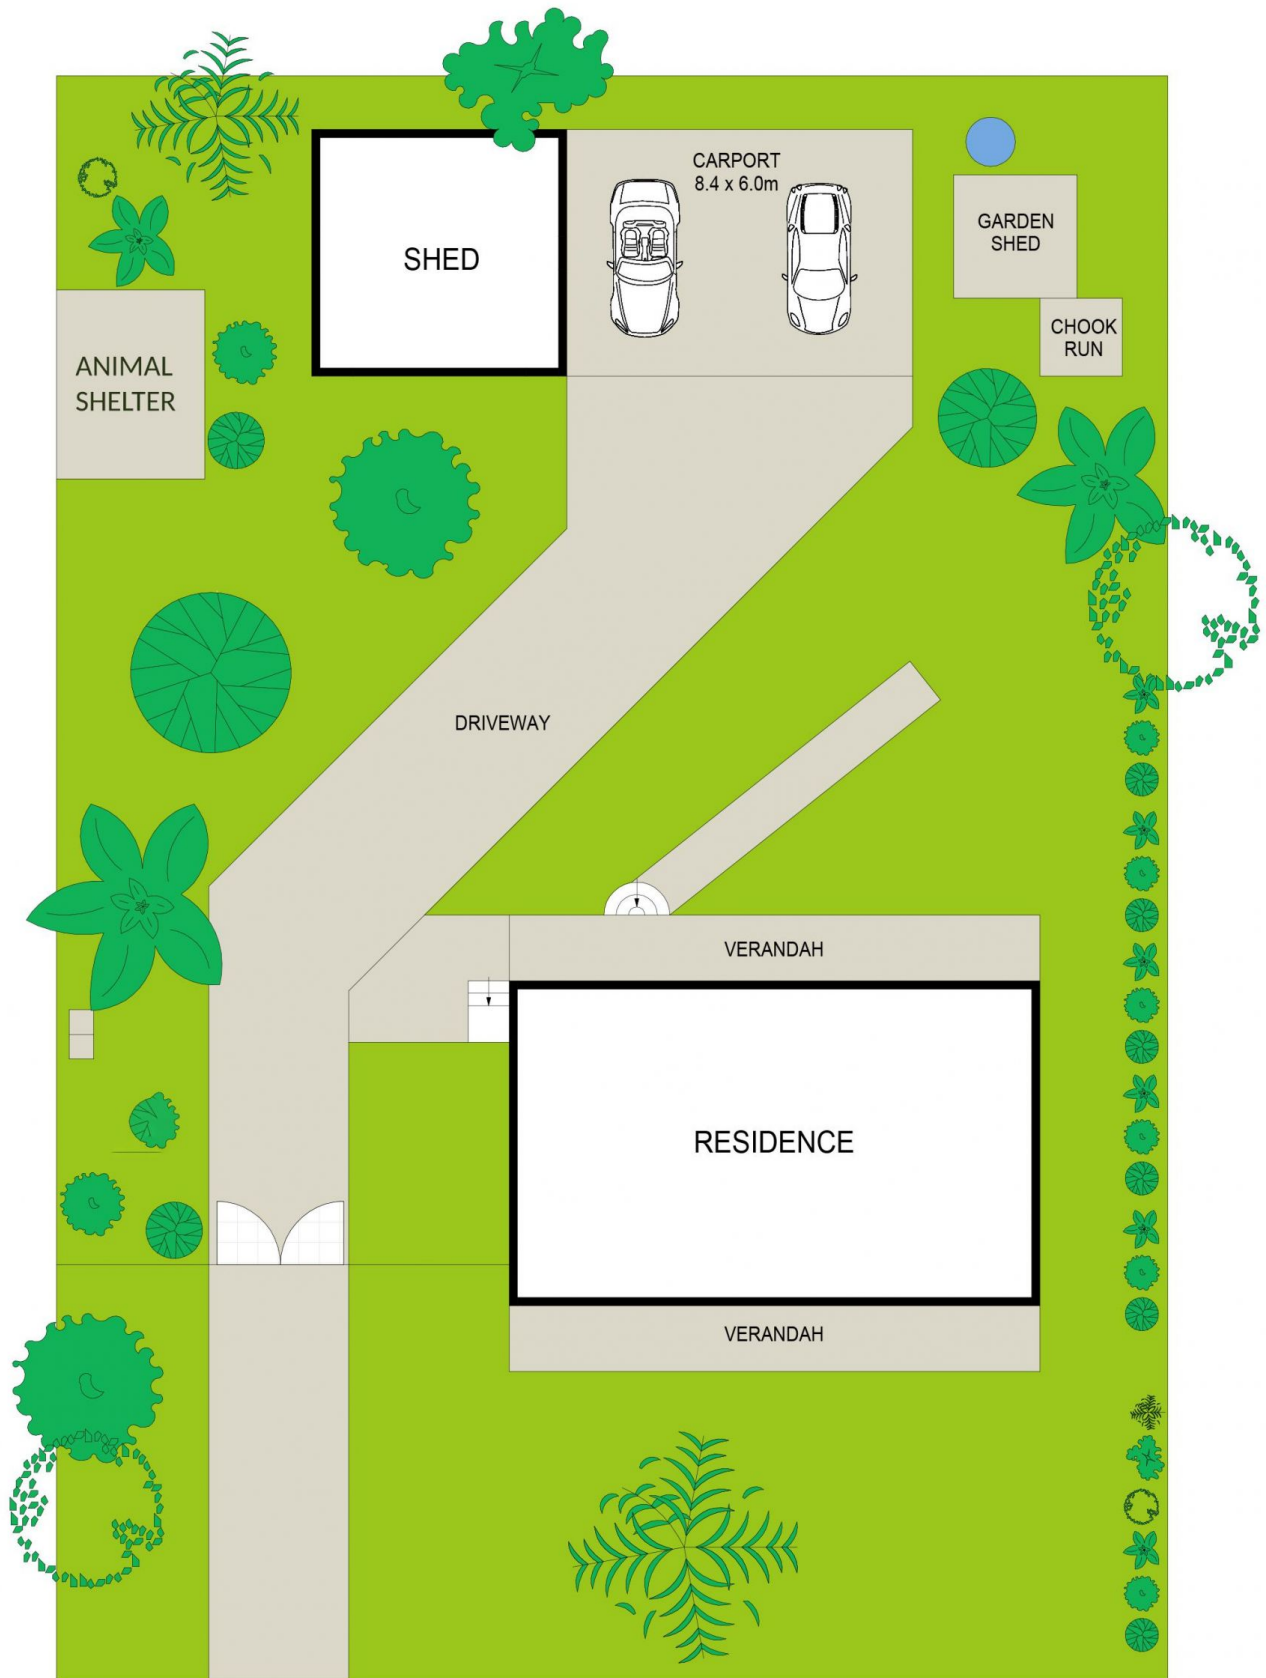 CARPORT
8.4 x 6.0m
GARDEN
SHED
SHED
CHOOK
RUN
ANIMAL
SHELTER
DRIVEWAY
VERANDAH
RESIDENCE
VERANDAH